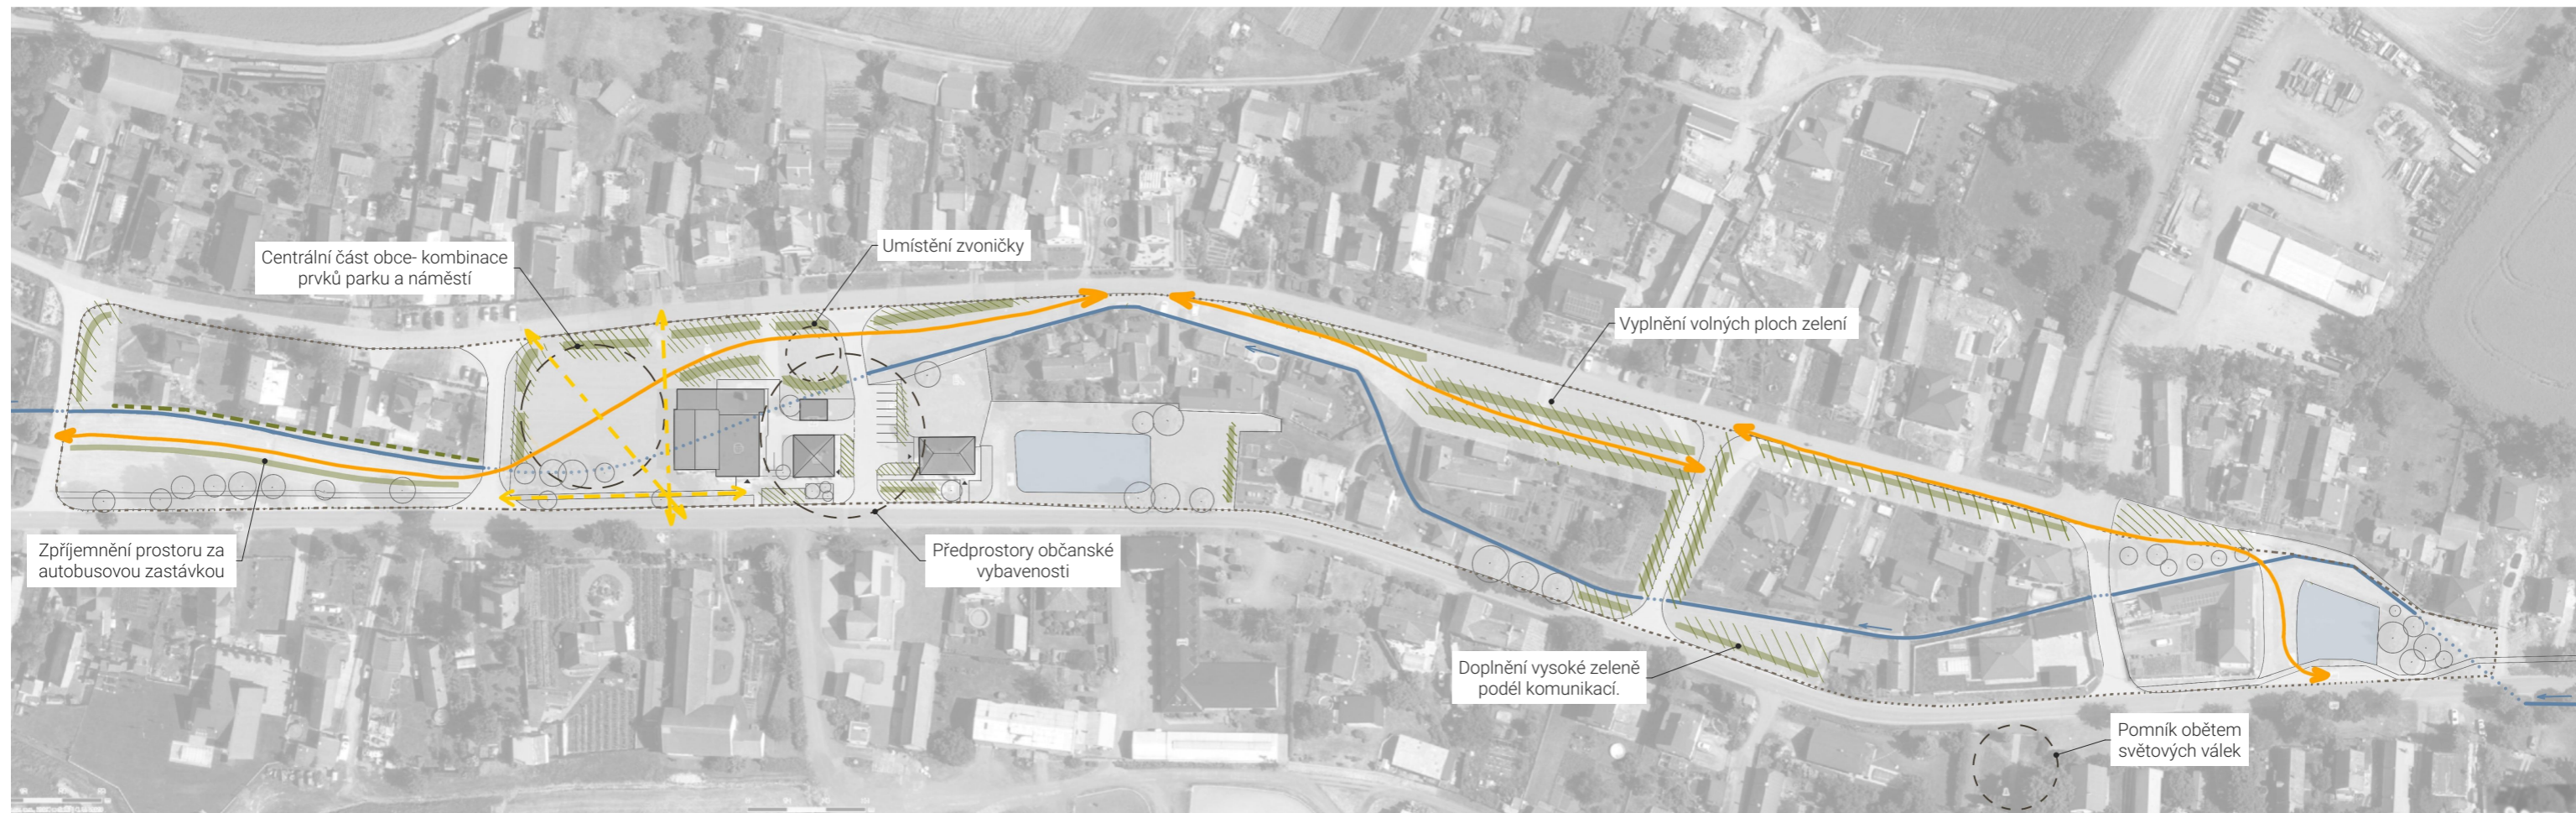 Centrální část obce- kombinace
prvků parku a náměstí
Umístění zvoničky
Vyplnění volných ploch zelení
Zpříjemnění prostoru za
autobusovou zastávkou
Předprostory občanské
vybavenosti
Doplnění vysoké zeleně
podél komunikací.
Pomník obětem
světových válek